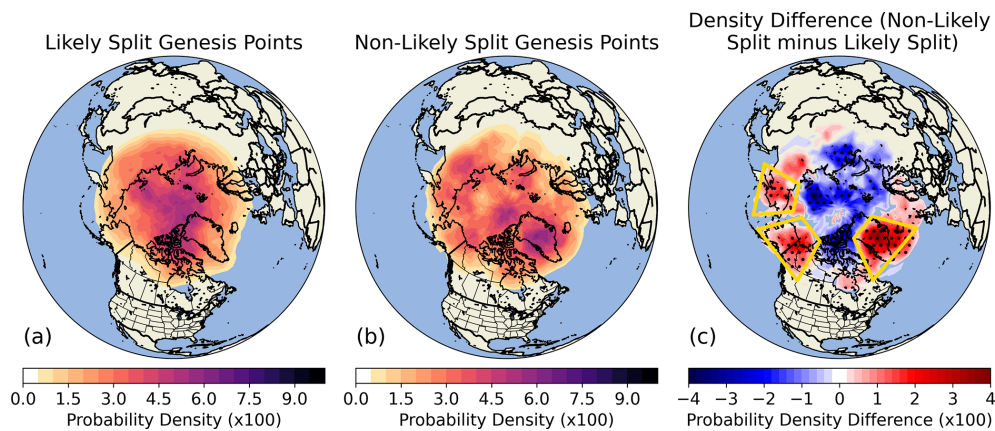 Likely Split Genesis Points
Non-Likely Split Genesis Points
Density Difference (Non-Likely
Split minus Likely Split)
(a)
(b)
(c)
0.0 1.5 3.0 4.5 6.0 7.5 9.0
Probability Density (x100)
0.0 1.5 3.0 4.5 6.0 7.5 9.0
Probability Density (x100)
−4 −3 −2 −1 0 1 2 3 4
Probability Density Difference (x100)